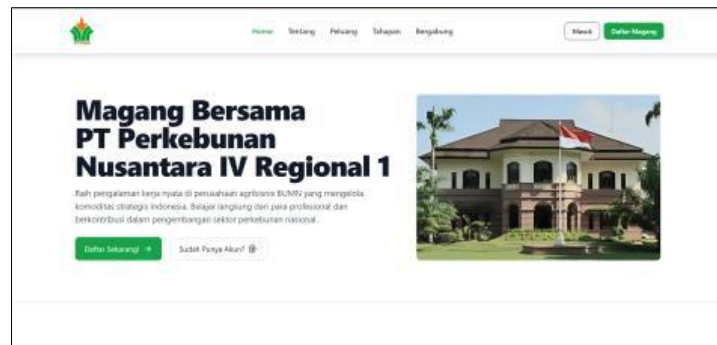 Home Tentang Peluang Tahapan Bergabung Masuk Daftar Magang
Magang Bersama
PT Perkebunan
Nusantara IV Regional 1
Raih pengalaman kerja nyata di perusahaan agribisnis BUMN yang mengelola
komoditas strategis Indonesia. Belajar langsung dari para profesional dan
berkontribusi dalam pengembangan sektor perkebunan nasional.
Daftar Sekarang! → Sudah Punya Akun?